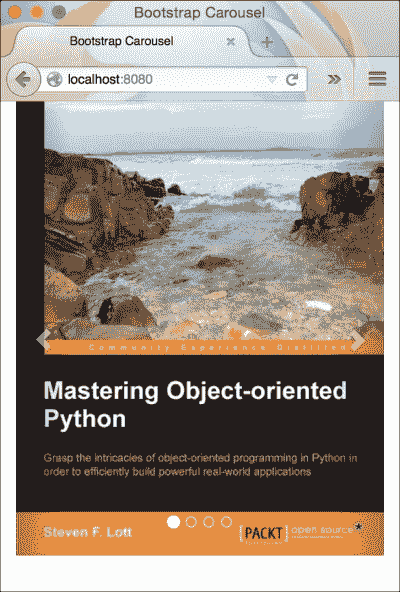 Bootstrap Carousel
Bootstrap Carousel
localhost:8080
Community Experience Distilled
Mastering Object-oriented
Python
Grasp the intricacies of object-oriented programming in Python in
order to efficiently build powerful real-world applications
Steven F. Lott
[PACKT] open source*